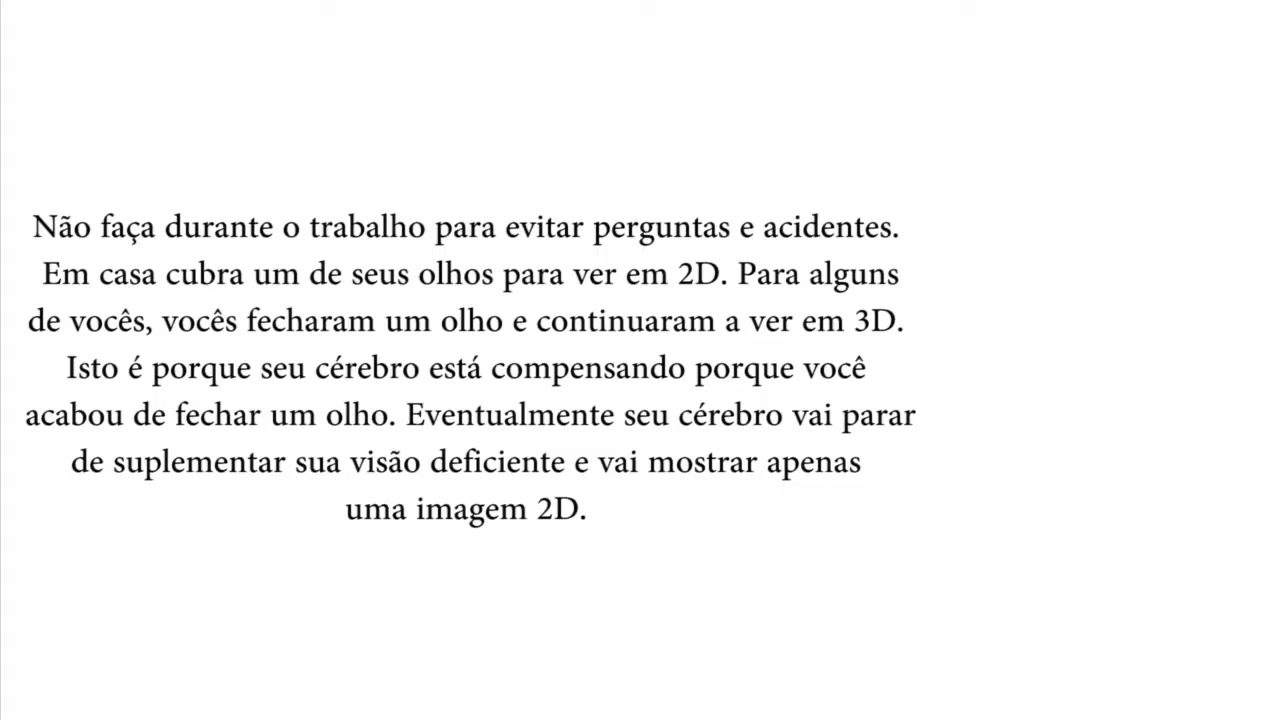 Não faça durante o trabalho para evitar perguntas e acidentes.
Em casa cubra um de seus olhos para ver em 2D. Para alguns
de vocês, vocês fecharam um olho e continuaram a ver em 3D.
Isto é porque seu cérebro está compensando porque você
acabou de fechar um olho. Eventualmente seu cérebro vai parar
de suplementar sua visão deficiente e vai mostrar apenas
uma imagem 2D.